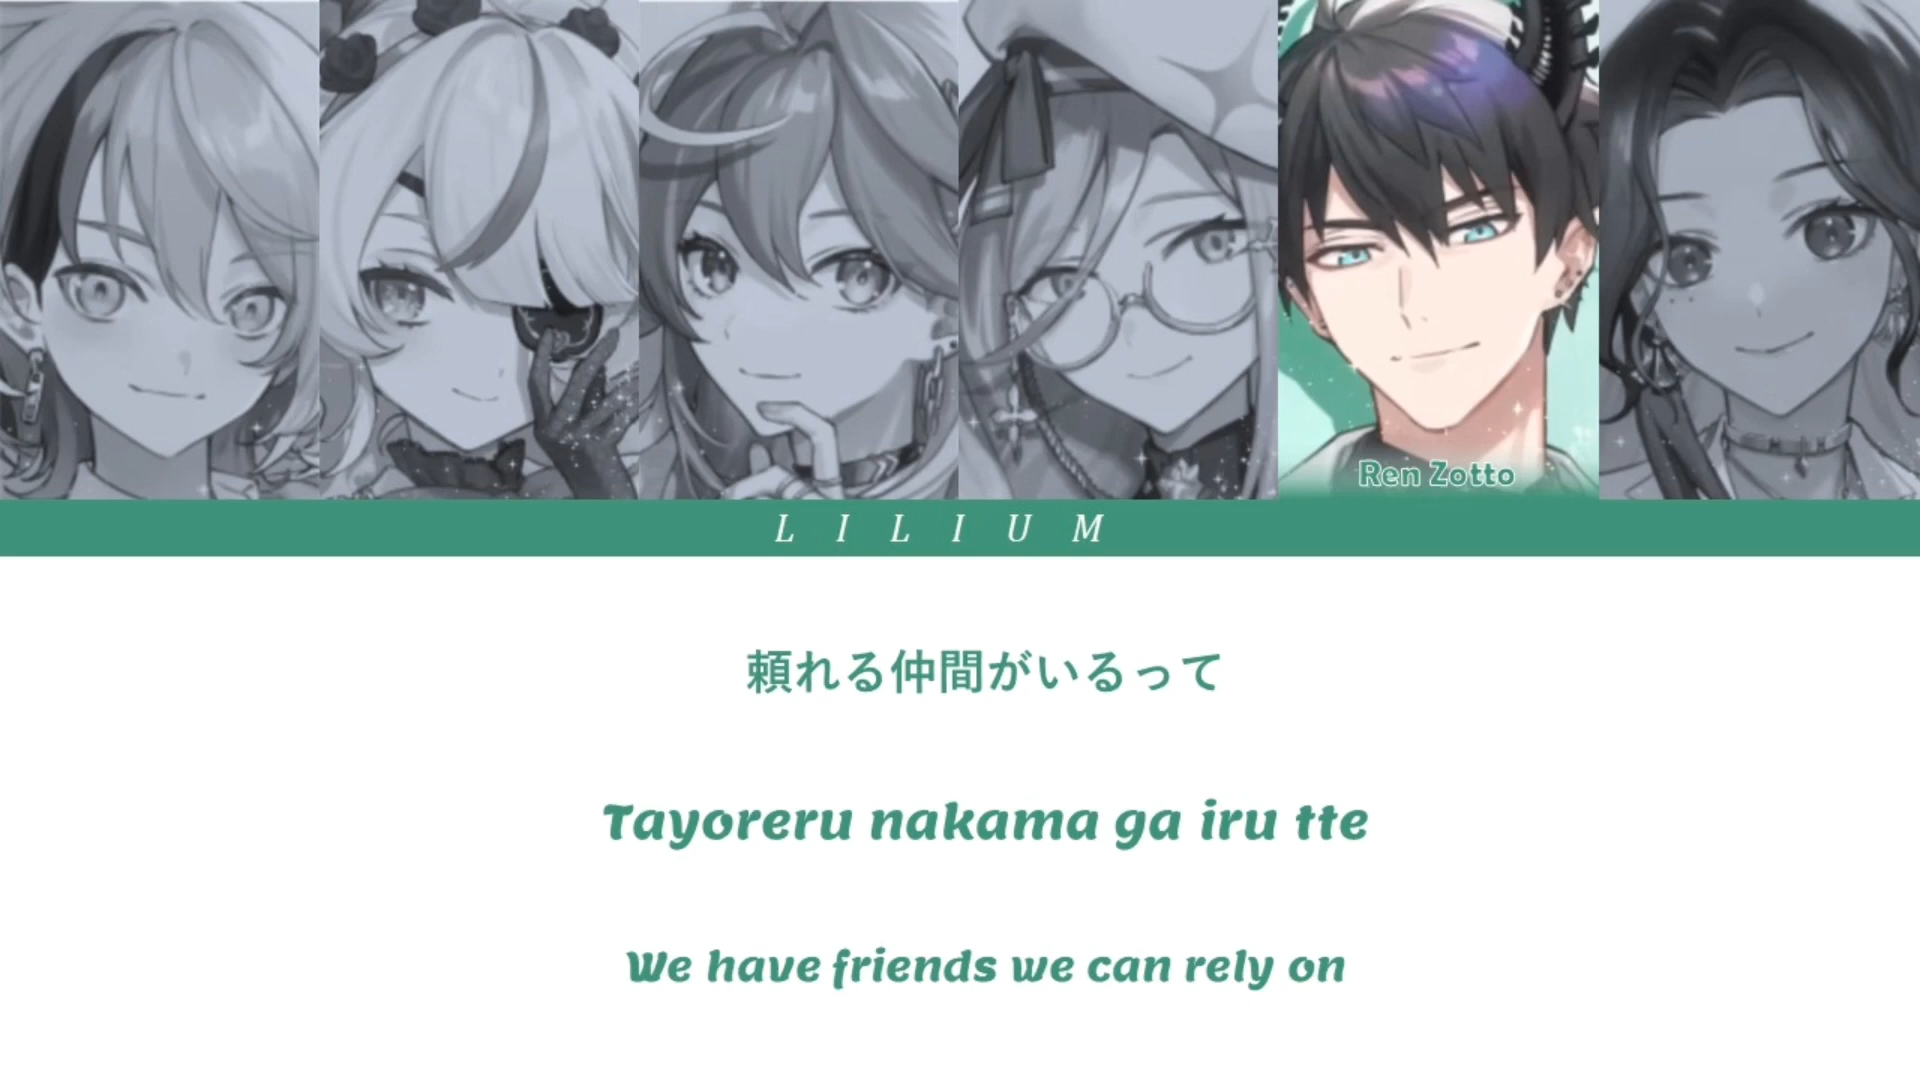 Ren Zotto
LILIUM
頼れる仲間がいるって
Tayoreru nakama ga iru tte
We have friends we can rely on